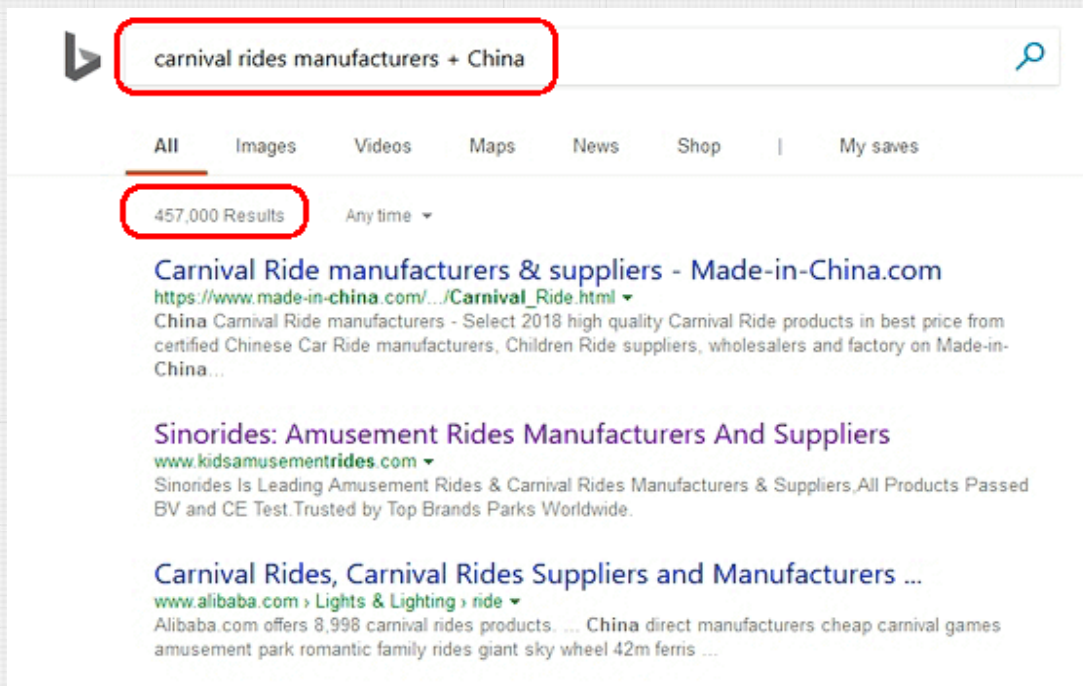 carnival rides manufacturers + China
All Images Videos Maps News Shop | My saves
457,000 Results Any time
Carnival Ride manufacturers & suppliers - Made-in-China.com
https://www.made-in-china.com/.../Carnival_Ride.html
China Carnival Ride manufacturers - Select 2018 high quality Carnival Ride products in best price from
certified Chinese Car Ride manufacturers, Children Ride suppliers, wholesalers and factory on Made-in-
China...
Sinorides: Amusement Rides Manufacturers And Suppliers
www.kidsamusementrides.com
Sinorides Is Leading Amusement Rides & Carnival Rides Manufacturers & Suppliers,All Products Passed
BV and CE Test.Trusted by Top Brands Parks Worldwide.
Carnival Rides, Carnival Rides Suppliers and Manufacturers ...
www.alibaba.com › Lights & Lighting › ride
Alibaba.com offers 8,998 carnival rides products. ... China direct manufacturers cheap carnival games
amusement park romantic family rides giant sky wheel 42m ferris ...